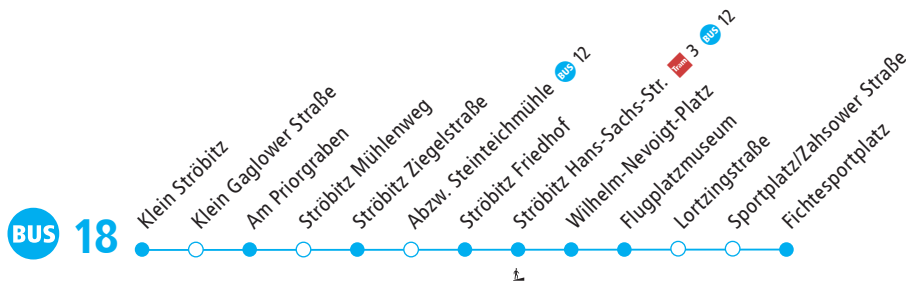 BUS 18
Klein Ströbitz
Klein Gaglower Straße
Am Priorgraben
Ströbitz Mühlenweg
Ströbitz Ziegelstraße
Abzw. Steinteichmühle BUS 12
Ströbitz Friedhof
Ströbitz Hans-Sachs-Str. Tram 3 BUS 12
Wilhelm-Nevoigt-Platz
Flugplatzmuseum
Lortzingstraße
Sportplatz/Zahsower Straße
Fichtesportplatz